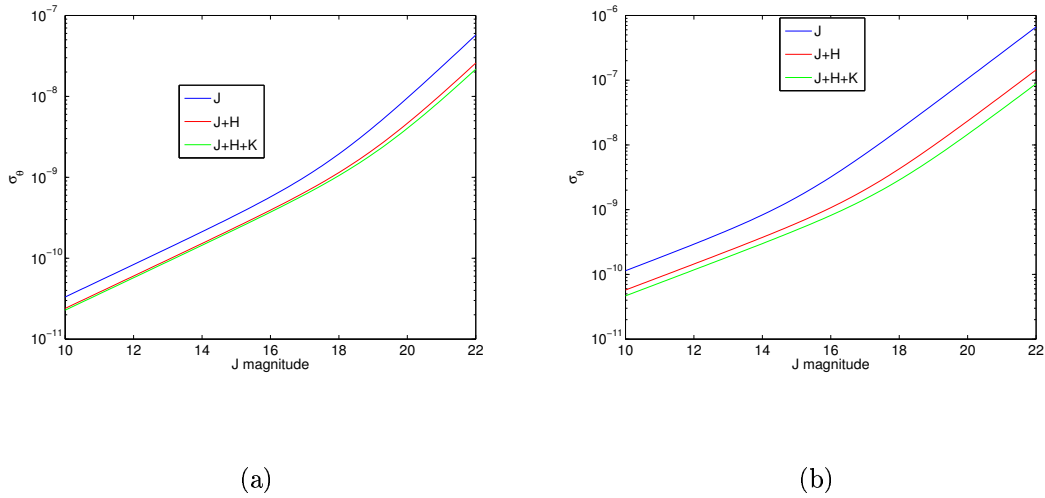 10⁻⁷
10⁻⁸
10⁻⁹
10⁻¹⁰
10⁻¹¹
σ_θ
J
J+H
J+H+K
10 12 14 16 18 20 22
J magnitude
(a)
10⁻⁶
10⁻⁷
10⁻⁸
10⁻⁹
10⁻¹⁰
10⁻¹¹
σ_θ
J
J+H
J+H+K
10 12 14 16 18 20 22
J magnitude
(b)